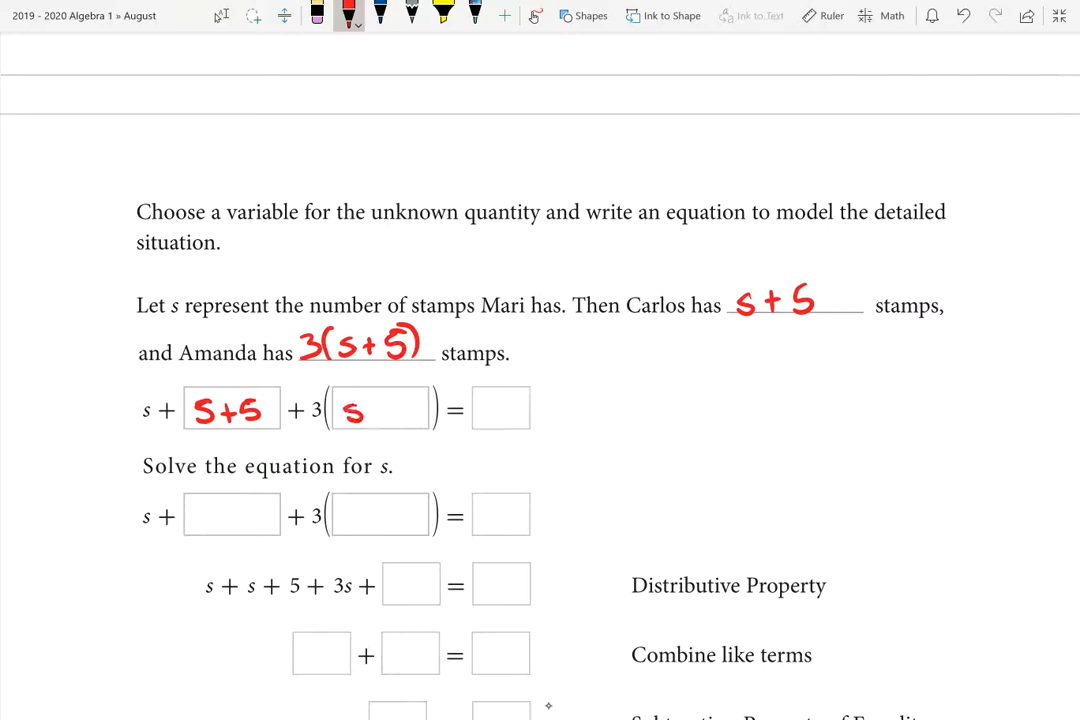 2019 - 2020 Algebra 1 » August Shapes Ink to Shape Ink to Text Ruler Math
Choose a variable for the unknown quantity and write an equation to model the detailed
situation.
Let s represent the number of stamps Mari has. Then Carlos has s + 5 stamps,
and Amanda has 3(s + 5) stamps.
s + s+5 + 3( s ) =
Solve the equation for s.
s + + 3( ) =
s + s + 5 + 3s + = Distributive Property
+ = Combine like terms